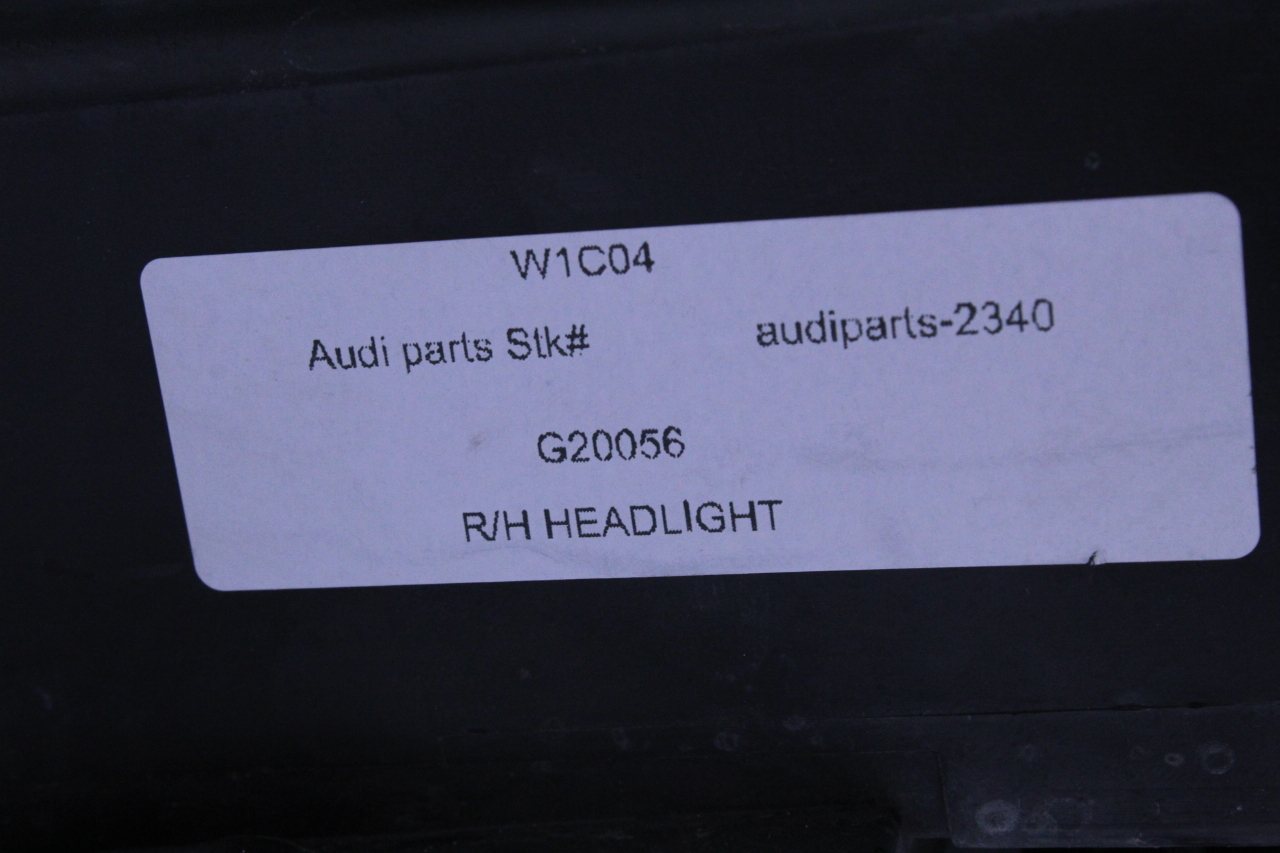 W1C04
Audi parts Stk# audiparts-2340
G20056
R/H HEADLIGHT